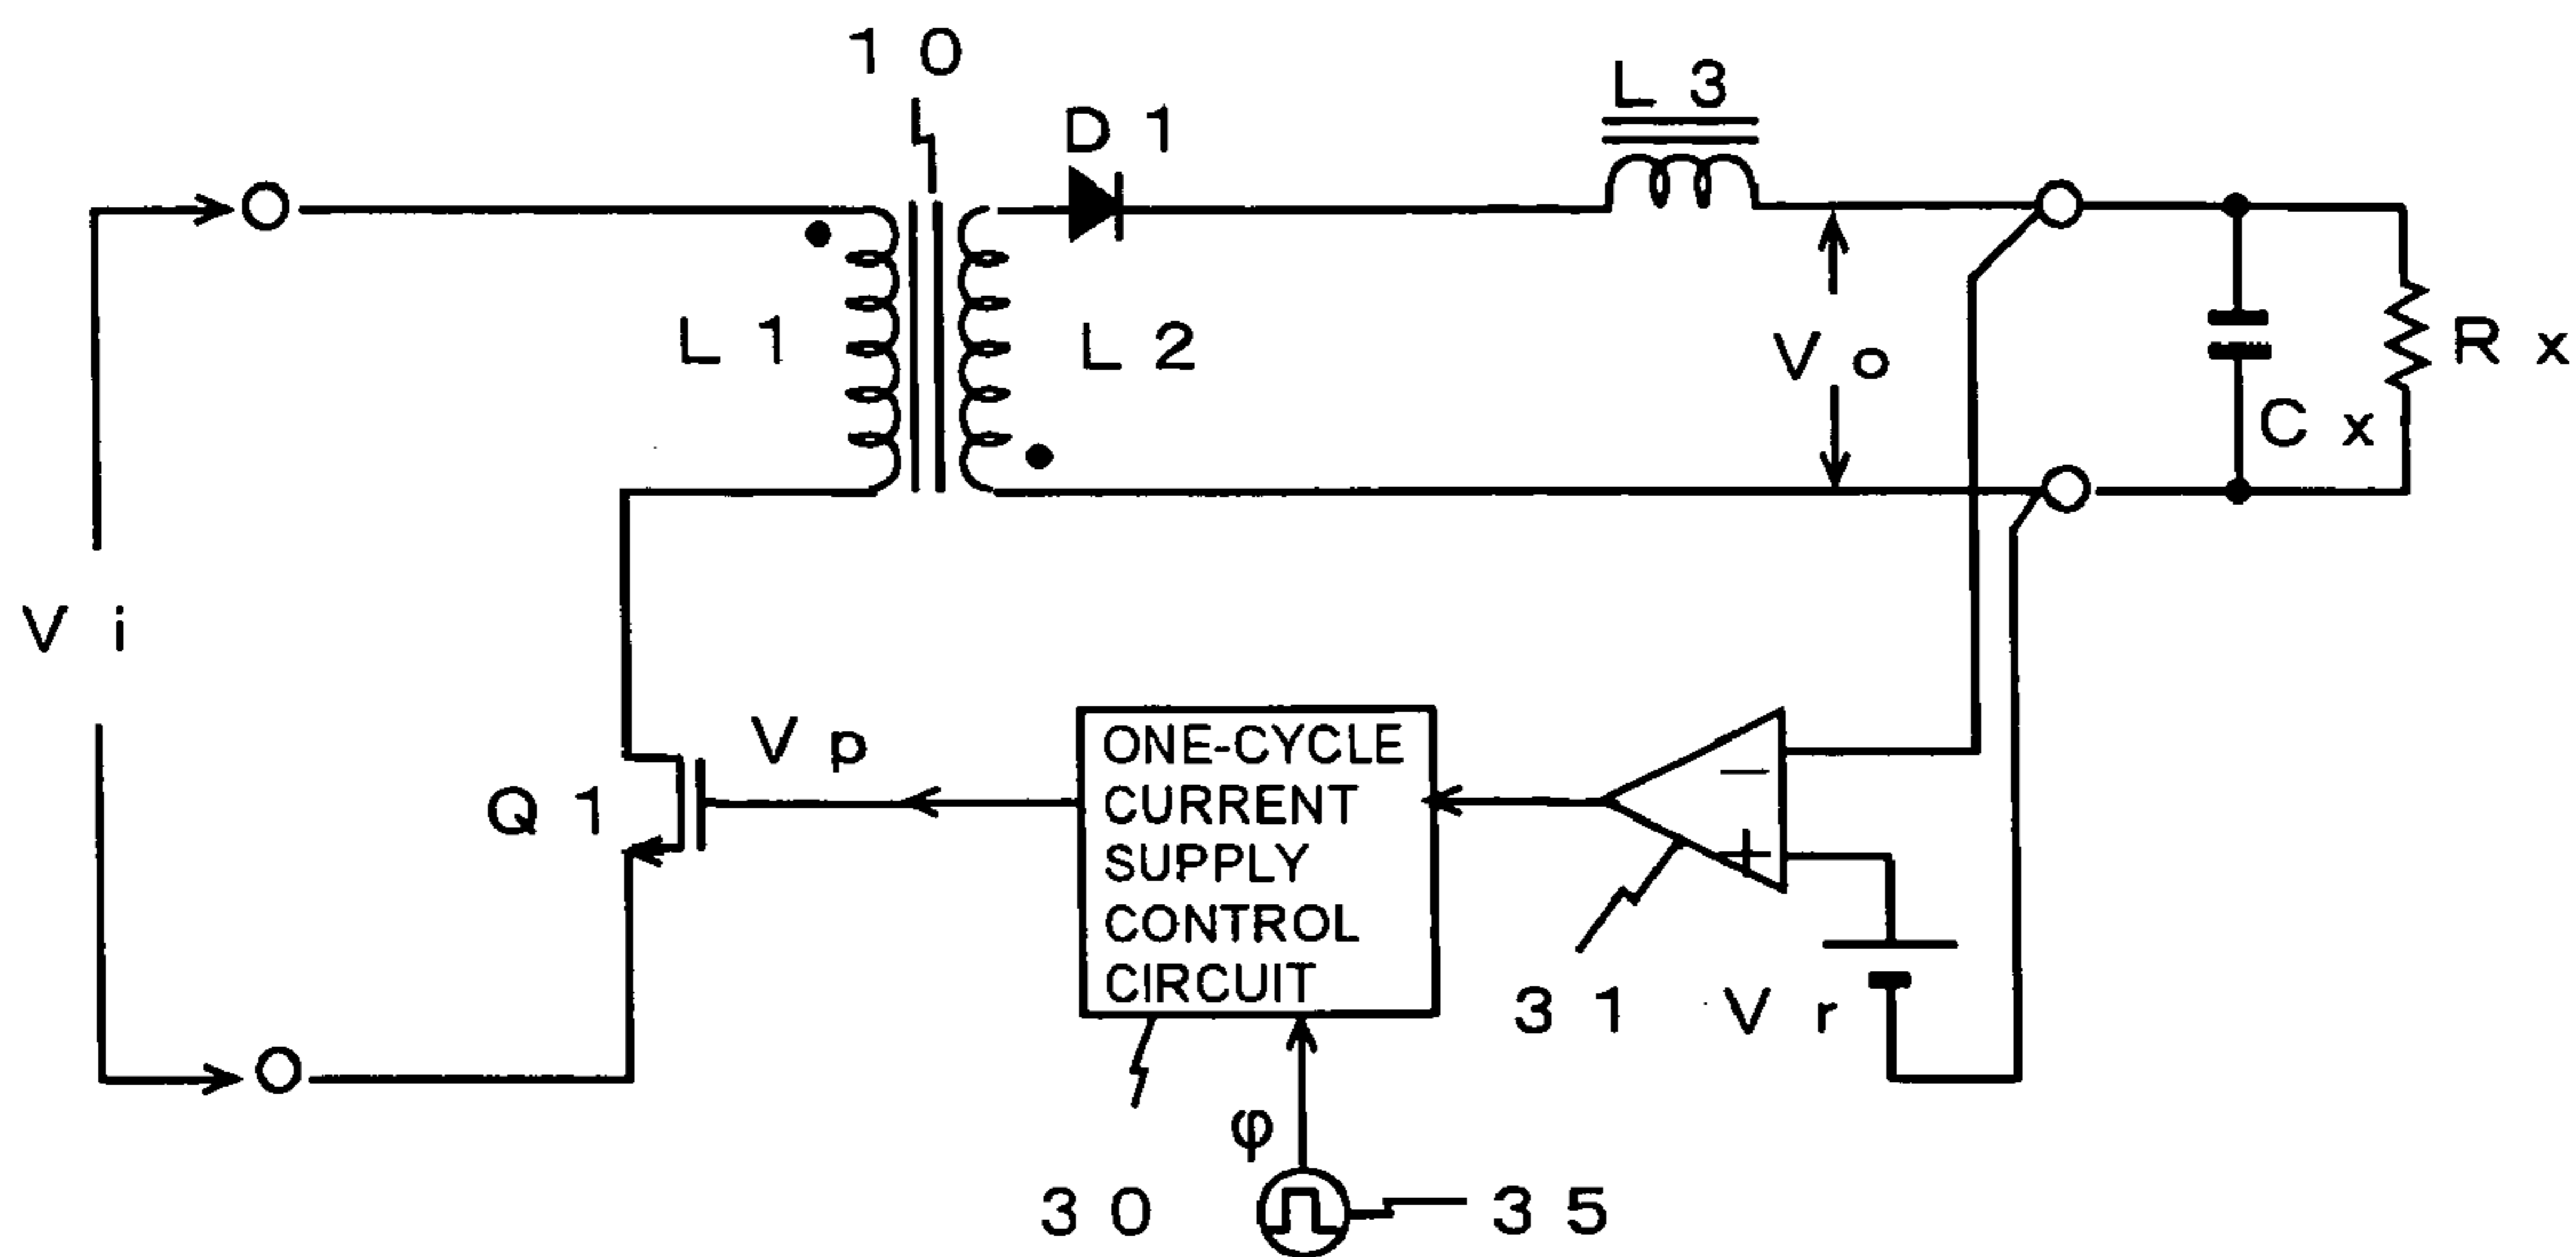 10
L3
D1
L1
L2
Vo
Rx
Cx
Vi
Vp
Q1
ONE-CYCLE
CURRENT
SUPPLY
CONTROL
CIRCUIT
−
+
31
Vr
φ
30
35